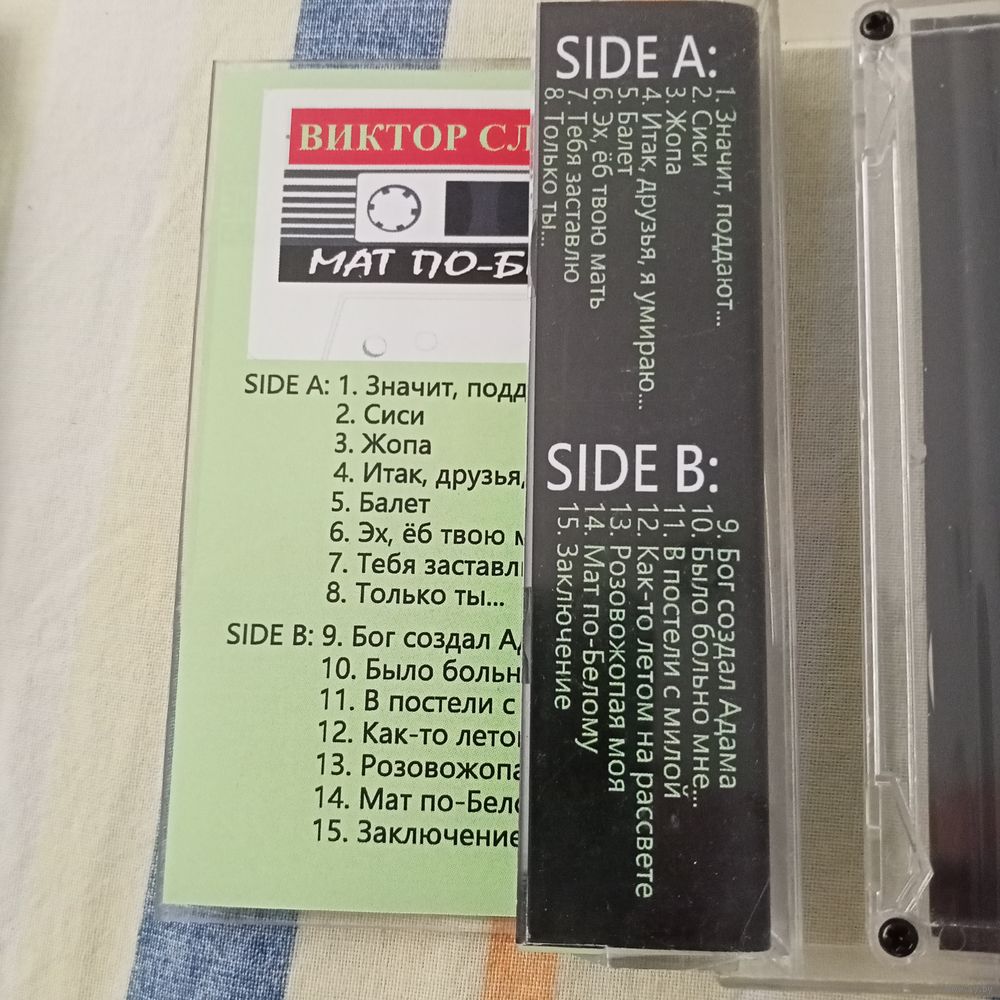 ВИКТОР СЛ
МАТ ПО-Б
SIDE A: 1. Значит, подд
2. Сиси
3. Жопа
4. Итак, друзья,
5. Балет
6. Эх, ёб твою м
7. Тебя заставл
8. Только ты...
SIDE B: 9. Бог создал Ад
10. Было больн
11. В постели с
12. Как-то лето
13. Розовожопа
14. Мат по-Бело
15. Заключение
SIDE A:
1. Значит, поддают...
2. Сиси
3. Жопа
4. Итак, друзья, я умираю...
5. Балет
6. Эх, ёб твою мать
7. Тебя заставлю
8. Только ты...
SIDE B:
9. Бог создал Адама
10. Было больно мне...
11. В постели с милой
12. Как-то летом на рассвете
13. Розовожопая моя
14. Мат по-Белому
15. Заключение